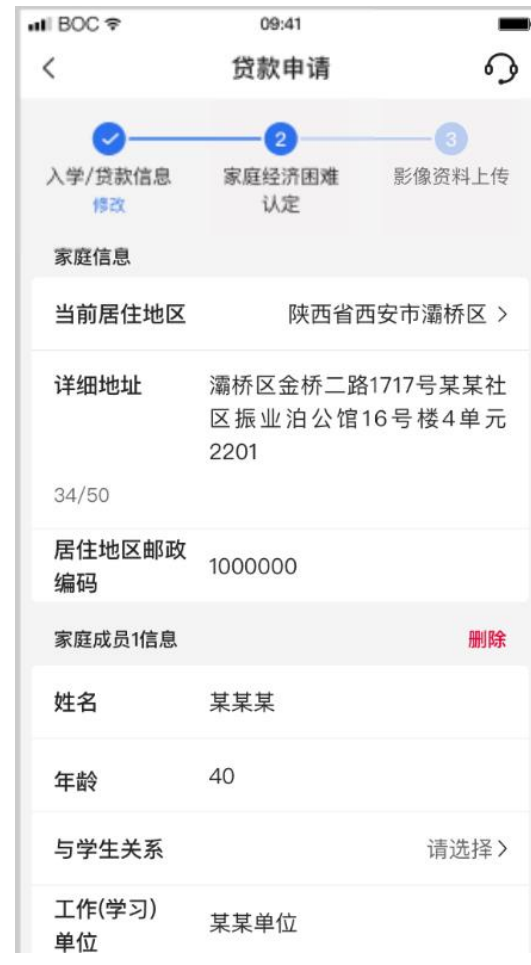 BOC 09:41
贷款申请
2 3
入学/贷款信息 家庭经济困难 影像资料上传
修改 认定
家庭信息
当前居住地区 陕西省西安市灞桥区 >
详细地址 灞桥区金桥二路1717号某某社
区振业泊公馆16号楼4单元
2201
34/50
居住地区邮政
编码 1000000
家庭成员1信息 删除
姓名 某某某
年龄 40
与学生关系 请选择 >
工作(学习)
单位 某某单位